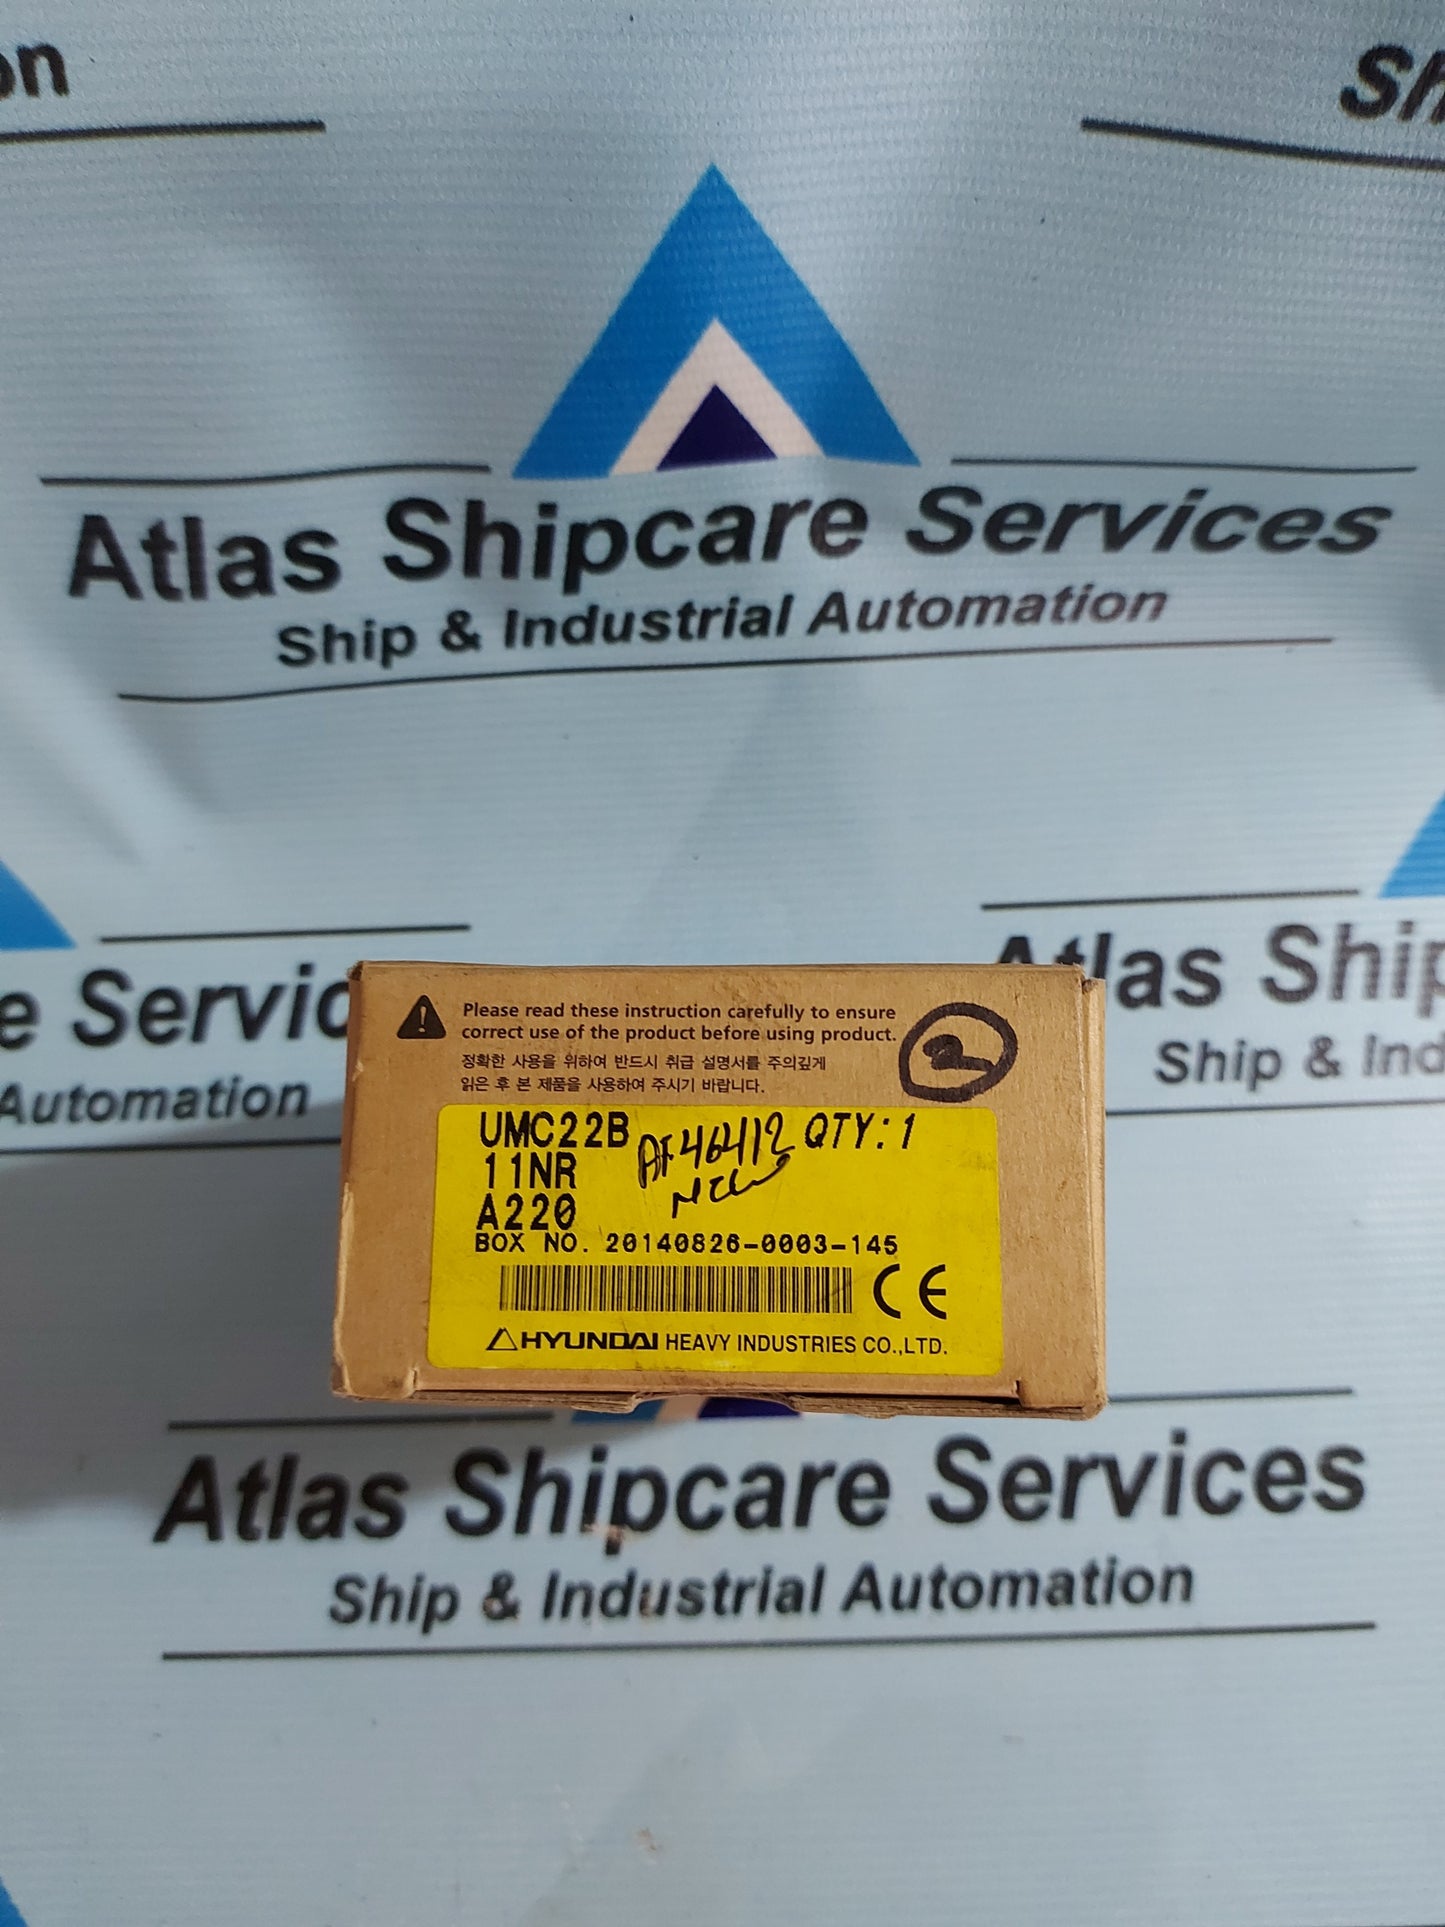 on
Sh
Atlas Shipcare Services
Ship & Industrial Automation
e Servic
Automation
Atlas Ship
Ship & Ind
Please read these instruction carefully to ensure
correct use of the product before using product.
정확한 사용을 위하여 반드시 취급 설명서를 주의깊게
읽은 후 본 제품을 사용하여 주시기 바랍니다.
UMC22B AF46412 QTY:1
11NR NEW
A220
BOX NO. 20140826-0003-145
CE
HYUNDAI HEAVY INDUSTRIES CO.,LTD.
Atlas Shipcare Services
Ship & Industrial Automation